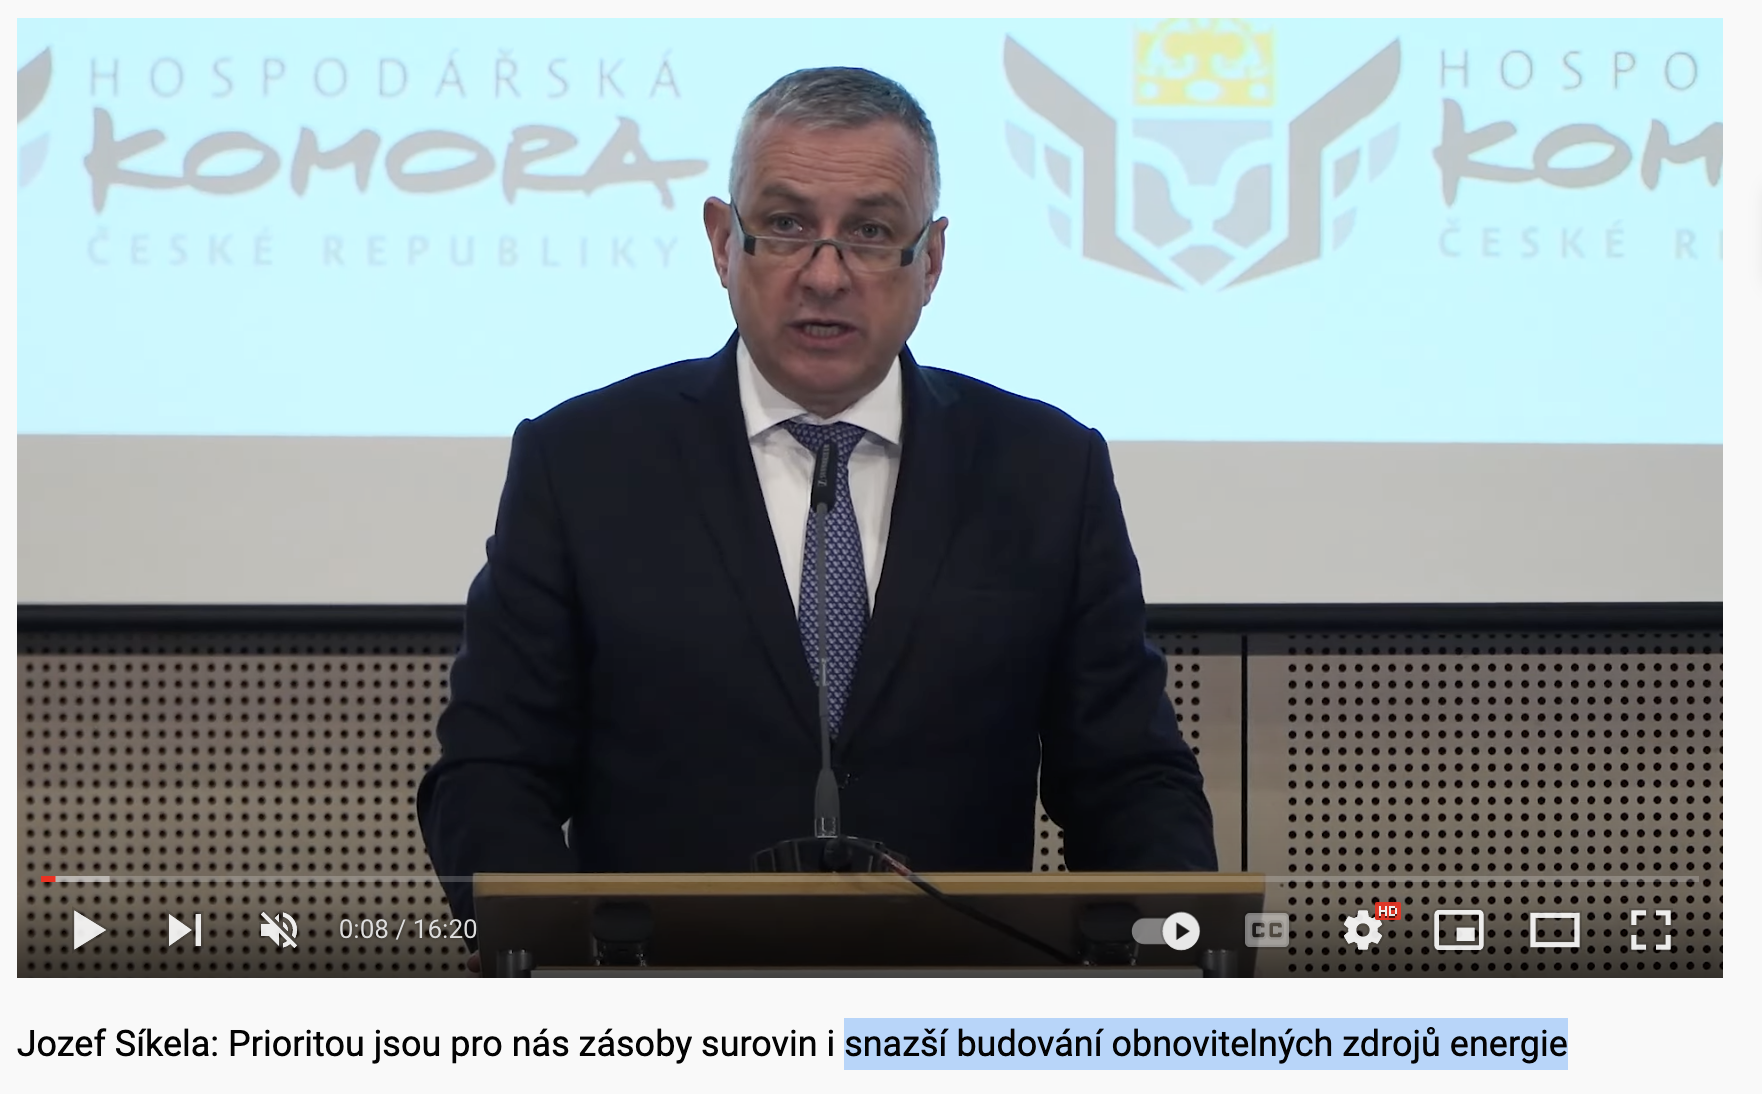 HOSPODÁŘSKÁ
KOMORA
ČESKÉ REPUBLIKY
HOSPO
KOM
ČESKÉ R
0:08 / 16:20
CC
HD
Jozef Síkela: Prioritou jsou pro nás zásoby surovin i snazší budování obnovitelných zdrojů energie